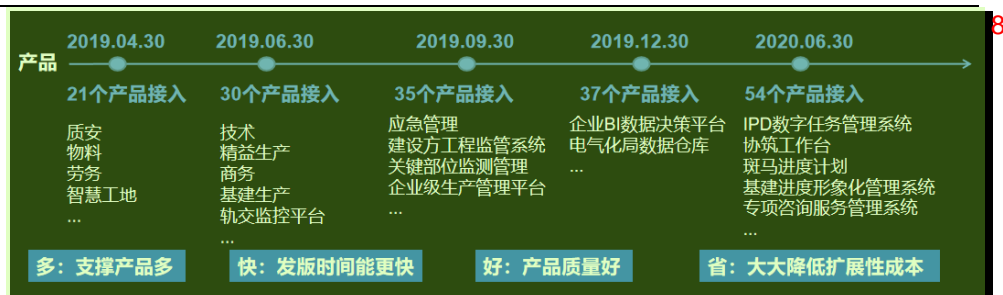 8
2019.04.30 2019.06.30 2019.09.30 2019.12.30 2020.06.30
产品
21个产品接入 30个产品接入 35个产品接入 37个产品接入 54个产品接入
质安
物料
劳务
智慧工地
...
技术
精益生产
商务
基建生产
轨交监控平台
...
应急管理
建设方工程监管系统
关键部位监测管理
企业级生产管理平台
...
企业BI数据决策平台
电气化局数据仓库
...
IPD数字任务管理系统
协筑工作台
斑马进度计划
基建进度形象化管理系统
专项咨询服务管理系统
...
多：支撑产品多 快：发版时间能更快 好：产品质量好 省：大大降低扩展性成本